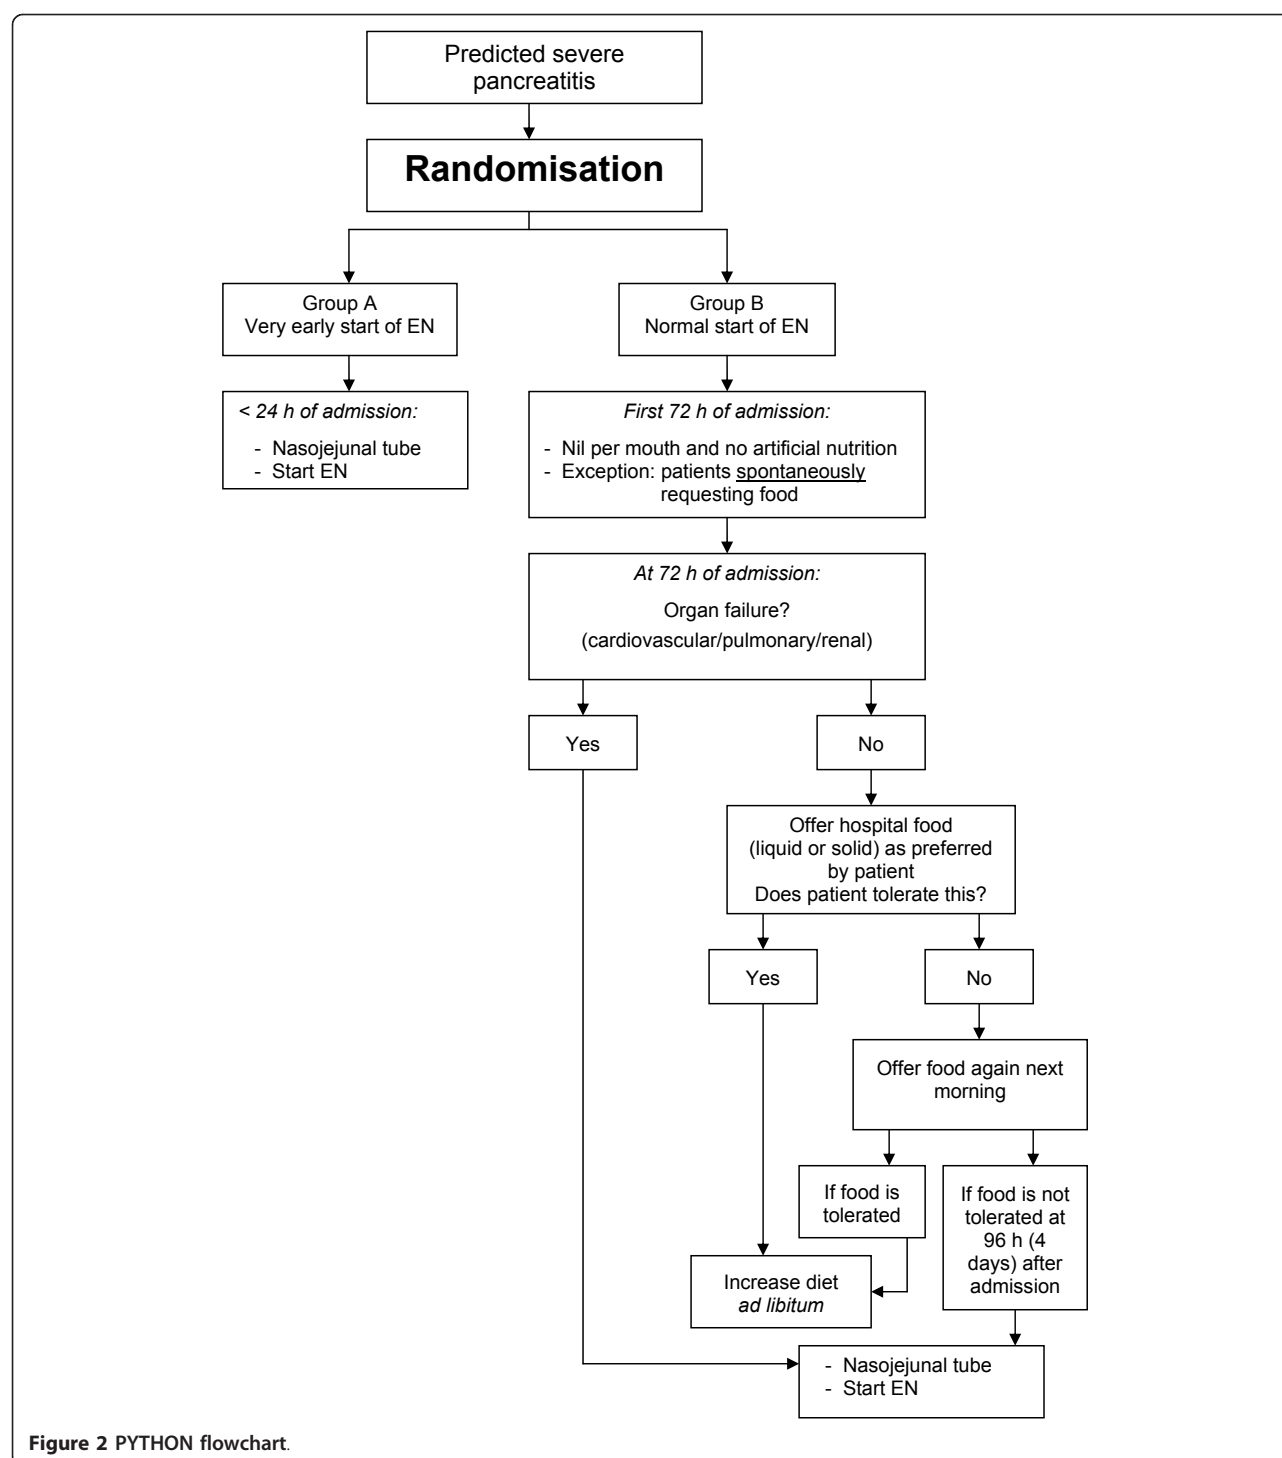 Predicted severe
pancreatitis
Randomisation
Group A
Very early start of EN
Group B
Normal start of EN
< 24 h of admission:
- Nasojejunal tube
- Start EN
First 72 h of admission:
- Nil per mouth and no artificial nutrition
- Exception: patients spontaneously
requesting food
At 72 h of admission:
Organ failure?
(cardiovascular/pulmonary/renal)
Yes
No
Offer hospital food
(liquid or solid) as preferred
by patient
Does patient tolerate this?
Yes
No
Offer food again next
morning
If food is
tolerated
If food is not
tolerated at
96 h (4
days) after
admission
Increase diet
ad libitum
- Nasojejunal tube
- Start EN
Figure 2 PYTHON flowchart.